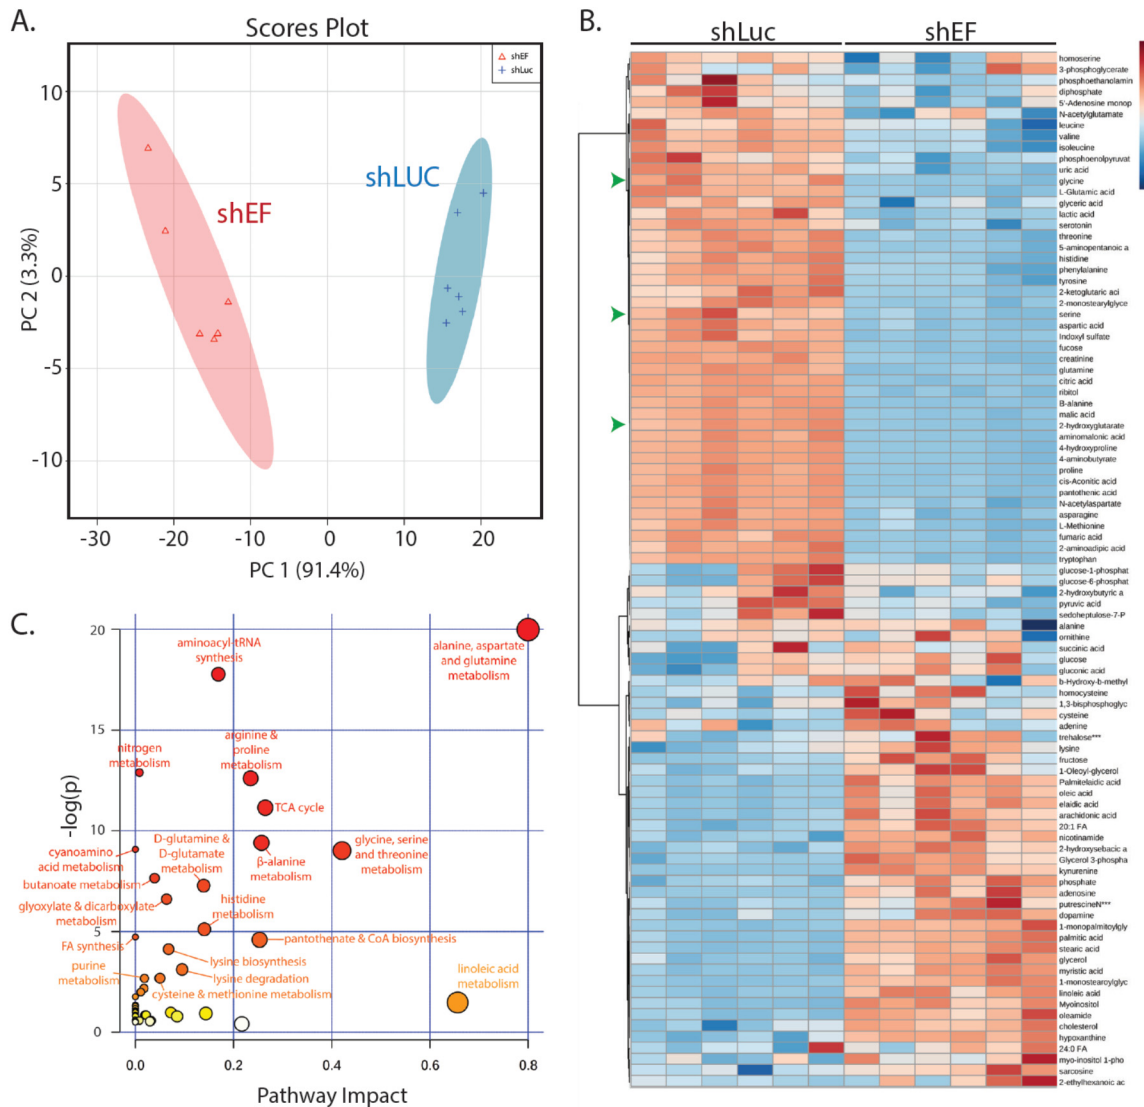 A.
Scores Plot
shEF
shLuc
shLUC
shEF
10
5
0
-5
-10
PC 2 (3.3%)
-30
-20
-10
0
10
20
PC 1 (91.4%)
B.
shLuc
shEF
homoserine
3-phosphoglycerate
phosphoethanolamin
diphosphate
5'-Adenosine monop
N-acetylglutamate
leucine
valine
isoleucine
phosphoenolpyruvat
uric acid
glycine
L-Glutamic acid
glyceric acid
lactic acid
serotonin
threonine
5-aminopentanoic a
histidine
phenylalanine
tyrosine
2-ketoglutaric aci
2-monostearylglyce
serine
aspartic acid
Indoxyl sulfate
fucose
creatinine
glutamine
citric acid
ribitol
B-alanine
malic acid
2-hydroxyglutarate
aminomalonic acid
4-hydroxyproline
4-aminobutyrate
proline
cis-Aconitic acid
pantothenic acid
N-acetylaspartate
asparagine
L-Methionine
fumaric acid
2-aminoadipic acid
tryptophan
glucose-1-phosphat
glucose-6-phosphat
2-hydroxybutyric a
pyruvic acid
sedoheptulose-7-P
alanine
ornithine
succinic acid
glucose
gluconic acid
b-Hydroxy-b-methyl
homocysteine
1,3-bisphosphoglyc
cysteine
adenine
trehalose***
lysine
fructose
1-Oleoyl-glycerol
Palmitelaidic acid
oleic acid
elaidic acid
arachidonic acid
20:1 FA
nicotinamide
2-hydroxysebacic a
Glycerol 3-phospha
kynurenine
phosphate
adenosine
putrescineN***
dopamine
1-monopalmitoylgly
palmitic acid
stearic acid
glycerol
myristic acid
1-monostearoylglyc
linoleic acid
Myoinositol
oleamide
cholesterol
hypoxanthine
24:0 FA
myo-inositol 1-pho
sarcosine
2-ethylhexanoic ac
C.
20
15
10
5
0
-log(p)
aminoacyl-tRNA
synthesis
alanine, aspartate
and glutamine
metabolism
nitrogen
metabolism
arginine &
proline
metabolism
TCA cycle
cyanoamino
acid metabolism
D-glutamine &
D-glutamate
metabolism
β-alanine
metabolism
glycine, serine
and threonine
metabolism
butanoate metabolism
glyoxylate & dicarboxylate
metabolism
histidine
metabolism
FA synthesis
pantothenate & CoA biosynthesis
lysine biosynthesis
purine
metabolism
lysine degradation
cysteine & methionine metabolism
linoleic acid
metabolism
0.0
0.2
0.4
0.6
0.8
Pathway Impact